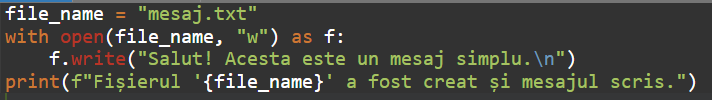 file_name = "mesaj.txt"
with open(file_name, "w") as f:
    f.write("Salut! Acesta este un mesaj simplu.\n")
print(f"Fișierul '{file_name}' a fost creat și mesajul scris.")